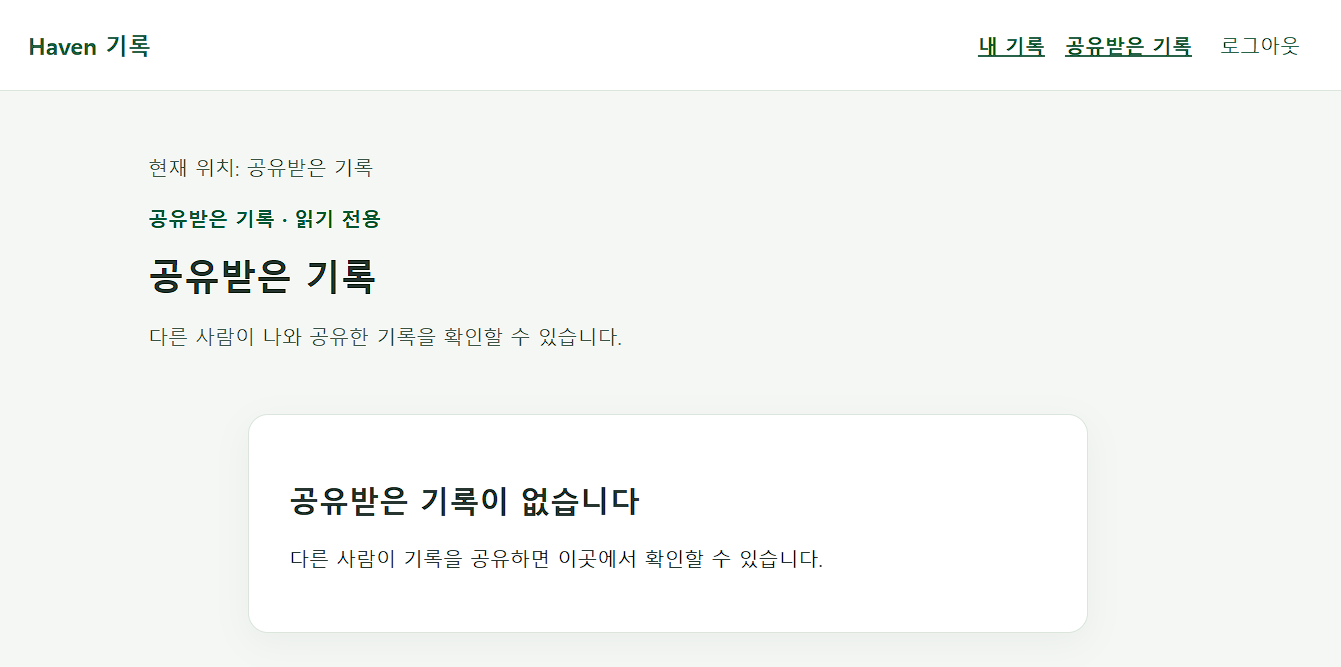 Haven 기록
내 기록 공유받은 기록 로그아웃
현재 위치: 공유받은 기록
공유받은 기록 · 읽기 전용
공유받은 기록
다른 사람이 나와 공유한 기록을 확인할 수 있습니다.
공유받은 기록이 없습니다
다른 사람이 기록을 공유하면 이곳에서 확인할 수 있습니다.